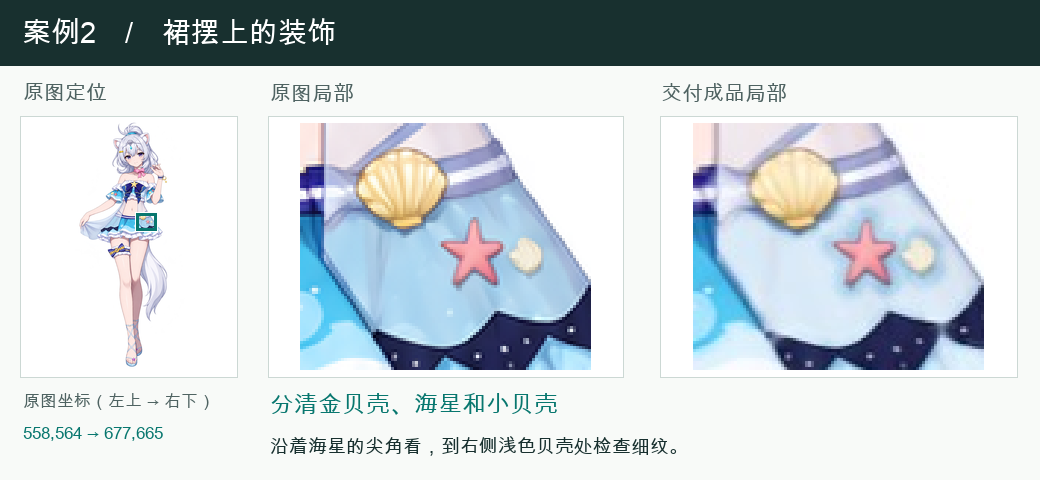 案例2 / 裙摆上的装饰
原图定位
原图局部
交付成品局部
原图坐标（左上 → 右下）
558,564 → 677,665
分清金贝壳、海星和小贝壳
沿着海星的尖角看，到右侧浅色贝壳处检查细纹。